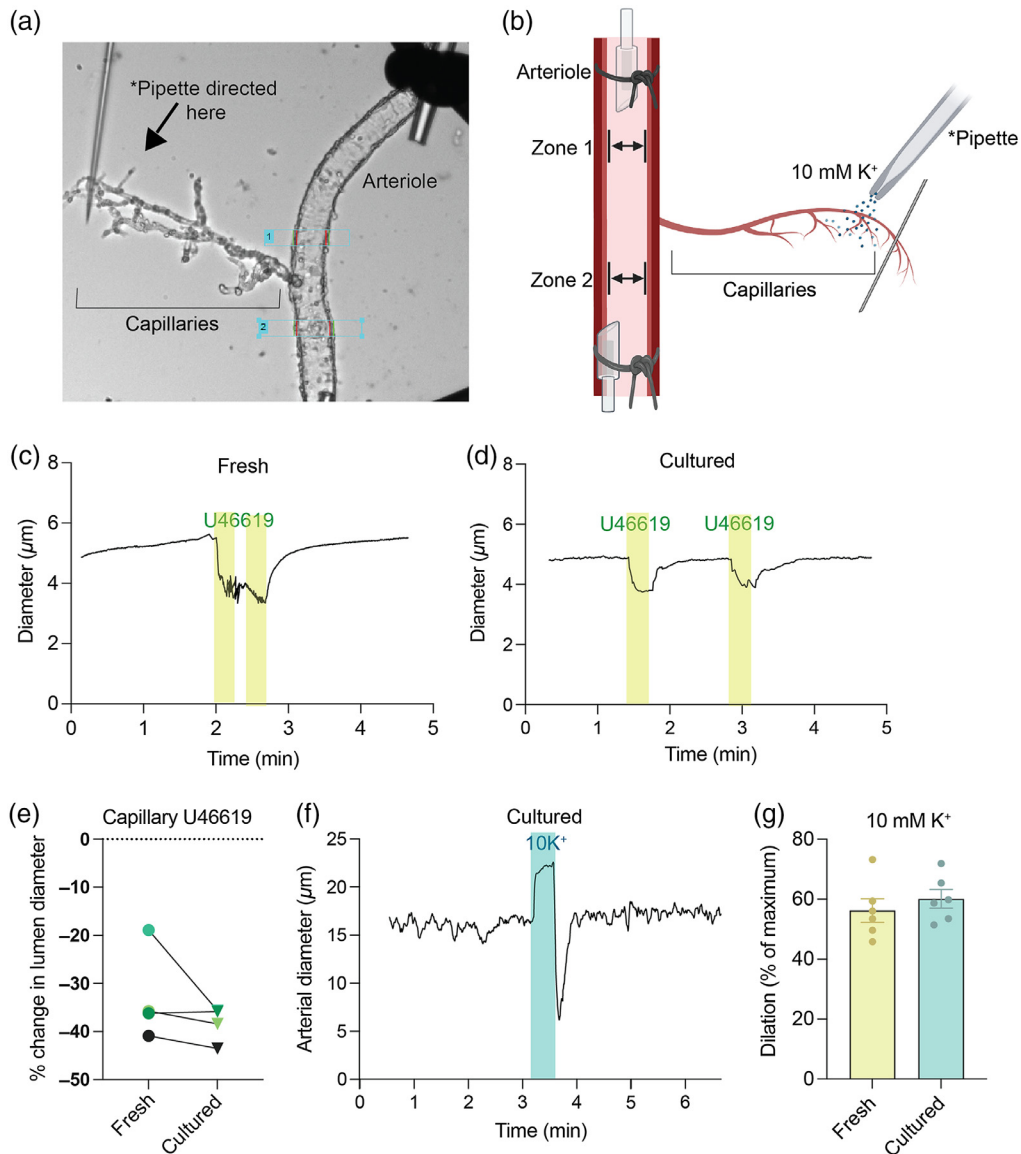 (a)
*Pipette directed
here
Arteriole
1
Capillaries
2
(b)
Arteriole
Zone 1
10 mM K⁺
*Pipette
Zone 2
Capillaries
(c)
Fresh
U46619
Diameter (µm)
8
6
4
2
0
0 1 2 3 4 5
Time (min)
(d)
Cultured
U46619 U46619
Diameter (µm)
8
6
4
2
0
0 1 2 3 4 5
Time (min)
(e)
Capillary U46619
% change in lumen diameter
0
–10
–20
–30
–40
–50
Fresh
Cultured
(f)
Cultured
10K⁺
Arterial diameter (µm)
25
22
15
11
5
0
0 1 2 3 4 5 6
Time (min)
(g)
10 mM K⁺
Dilation (% of maximum)
80
60
40
20
0
Fresh
Cultured